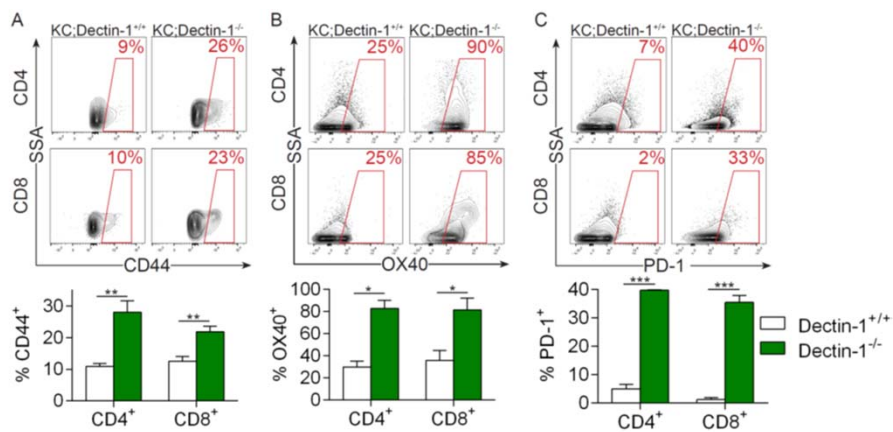 A
KC;Dectin-1+/+ KC;Dectin-1-/-
9% 26%
CD4
10% 23%
CD8
SSA
CD44
% CD44+
30
20
10
0
** **
CD4+ CD8+
B
KC;Dectin-1+/+ KC;Dectin-1-/-
25% 90%
CD4
25% 85%
CD8
SSA
OX40
% OX40+
100
80
60
40
20
0
* *
CD4+ CD8+
C
KC;Dectin-1+/+ KC;Dectin-1-/-
7% 40%
CD4
2% 33%
CD8
SSA
PD-1
% PD-1+
40
30
20
10
0
*** ***
CD4+ CD8+
Dectin-1+/+
Dectin-1-/-